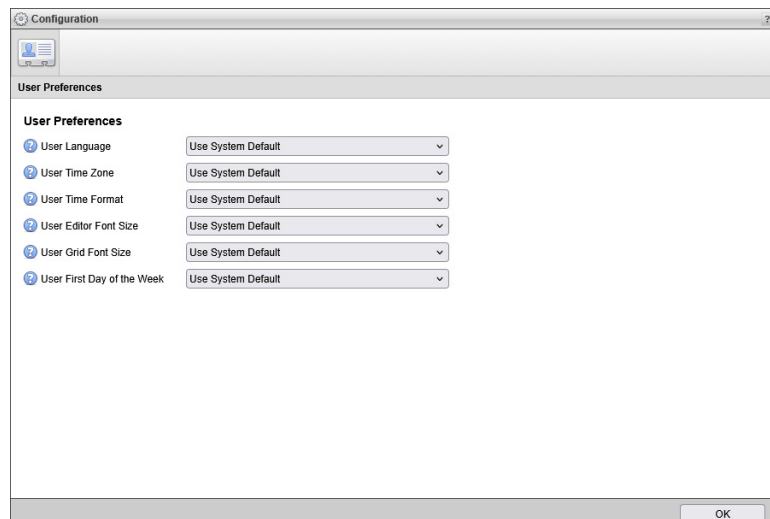 Configuration ?
User Preferences
User Preferences
? User Language Use System Default
? User Time Zone Use System Default
? User Time Format Use System Default
? User Editor Font Size Use System Default
? User Grid Font Size Use System Default
? User First Day of the Week Use System Default
OK